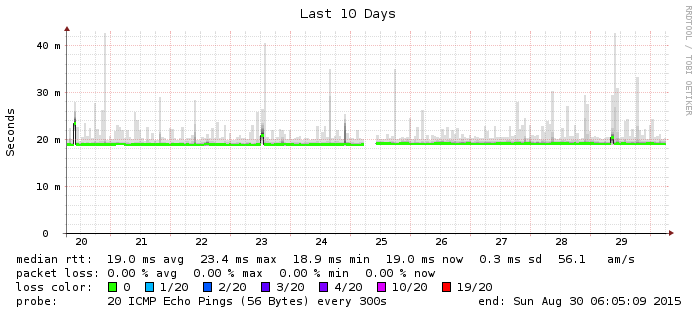 Last 10 Days
RRDTOOL / TOBI OETIKER
Seconds
40 m
30 m
20 m
10 m
0
20 21 22 23 24 25 26 27 28 29
median rtt: 19.0 ms avg 23.4 ms max 18.9 ms min 19.0 ms now 0.3 ms sd 56.1 am/s
packet loss: 0.00 % avg 0.00 % max 0.00 % min 0.00 % now
loss color: 0 1/20 2/20 3/20 4/20 10/20 19/20
probe: 20 ICMP Echo Pings (56 Bytes) every 300s end: Sun Aug 30 06:05:09 2015